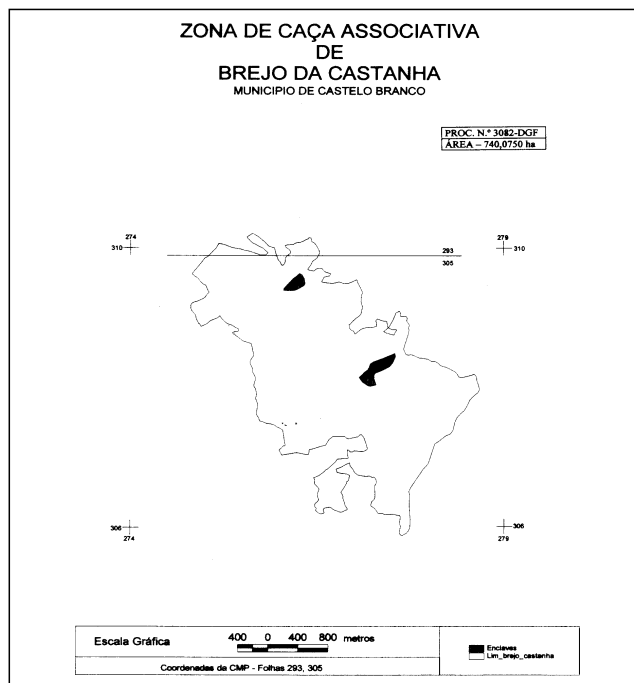 ZONA DE CAÇA ASSOCIATIVA
DE
BREJO DA CASTANHA
MUNICIPIO DE CASTELO BRANCO
PROC. N.º 3082-DGF
ÁREA – 740,0750 ha
274
279
310
310
293
305
306
306
274
279
Escala Gráfica
400 0 400 800 metros
Enclaves
Lim_brejo_castanha
Coordenadas da CMP - Folhas 293, 305